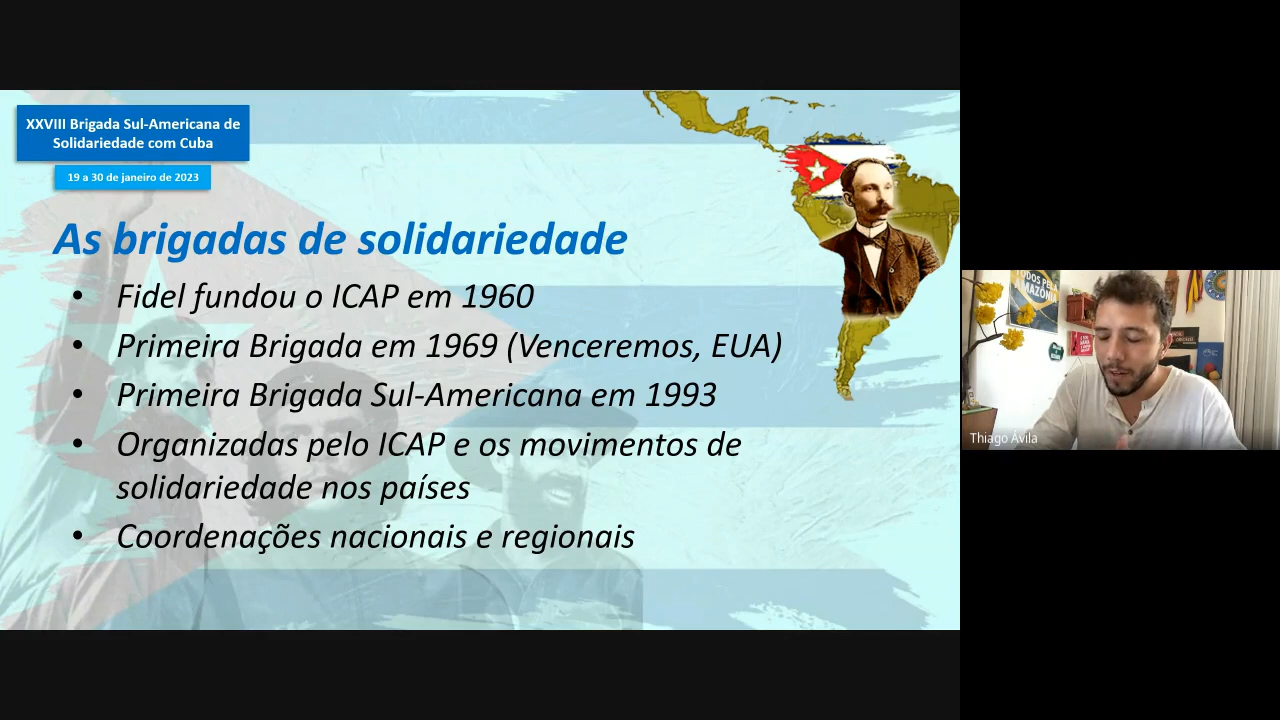 XXVIII Brigada Sul-Americana de
Solidariedade com Cuba
19 a 30 de janeiro de 2023
As brigadas de solidariedade
• Fidel fundou o ICAP em 1960
• Primeira Brigada em 1969 (Venceremos, EUA)
• Primeira Brigada Sul-Americana em 1993
• Organizadas pelo ICAP e os movimentos de
solidariedade nos países
• Coordenações nacionais e regionais
AMAZÔNIA
Thiago Ávila